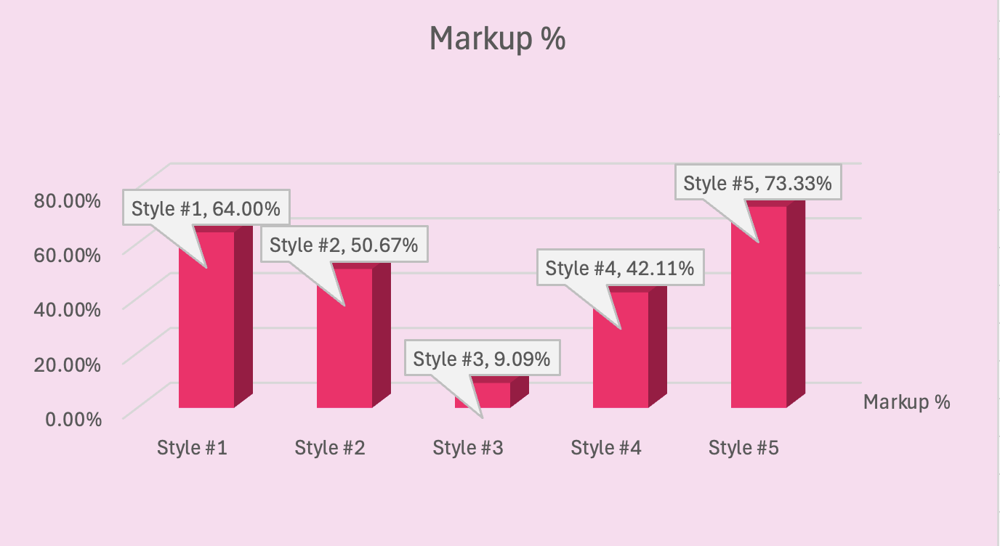 Markup %
80.00%
60.00%
40.00%
20.00%
0.00%
Style #1, 64.00%
Style #2, 50.67%
Style #3, 9.09%
Style #4, 42.11%
Style #5, 73.33%
Markup %
Style #1
Style #2
Style #3
Style #4
Style #5